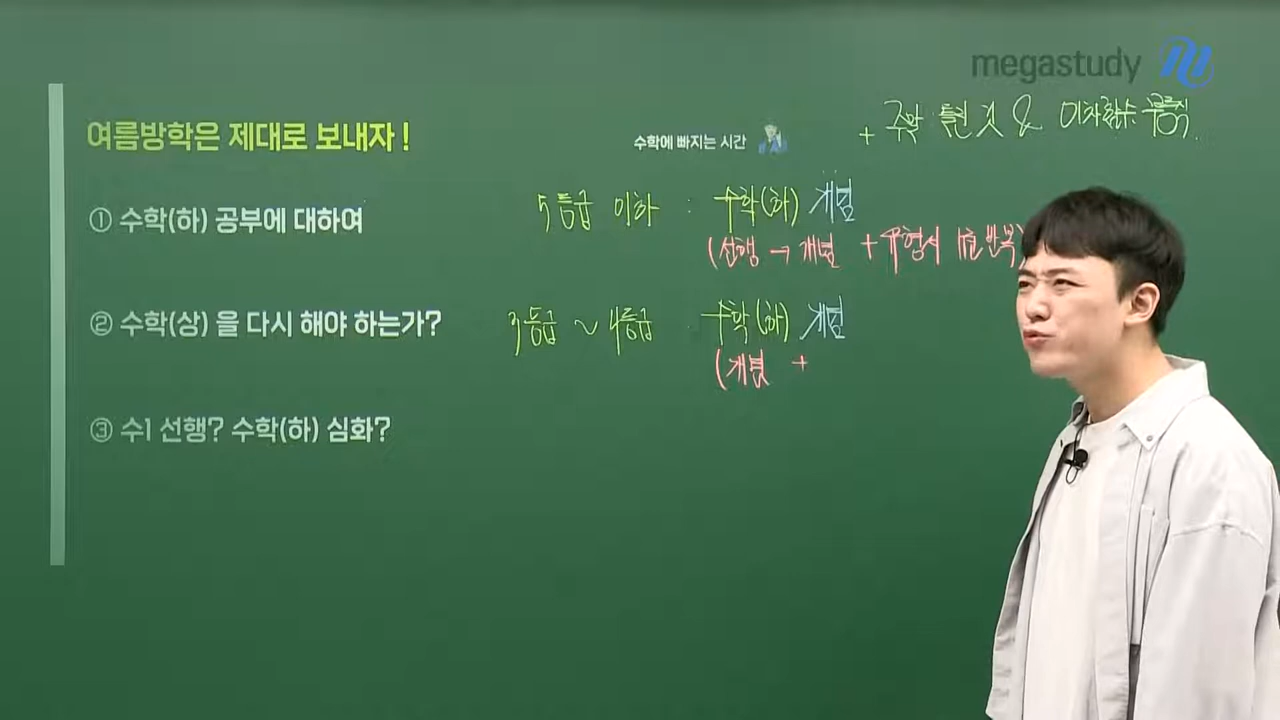 megastudy
여름방학은 제대로 보내자 !
수학에 빠지는 시간
+ 주말 틀린 것 & 이차함수 부등식
① 수학(하) 공부에 대하여
5등급 이하 : 수학(하) 개념
(선행 → 개념 + 유형서 1권 반복)
② 수학(상) 을 다시 해야 하는가?
3등급 ~ 4등급 수학(하) 개념
(개념 +
③ 수1 선행? 수학(하) 심화?